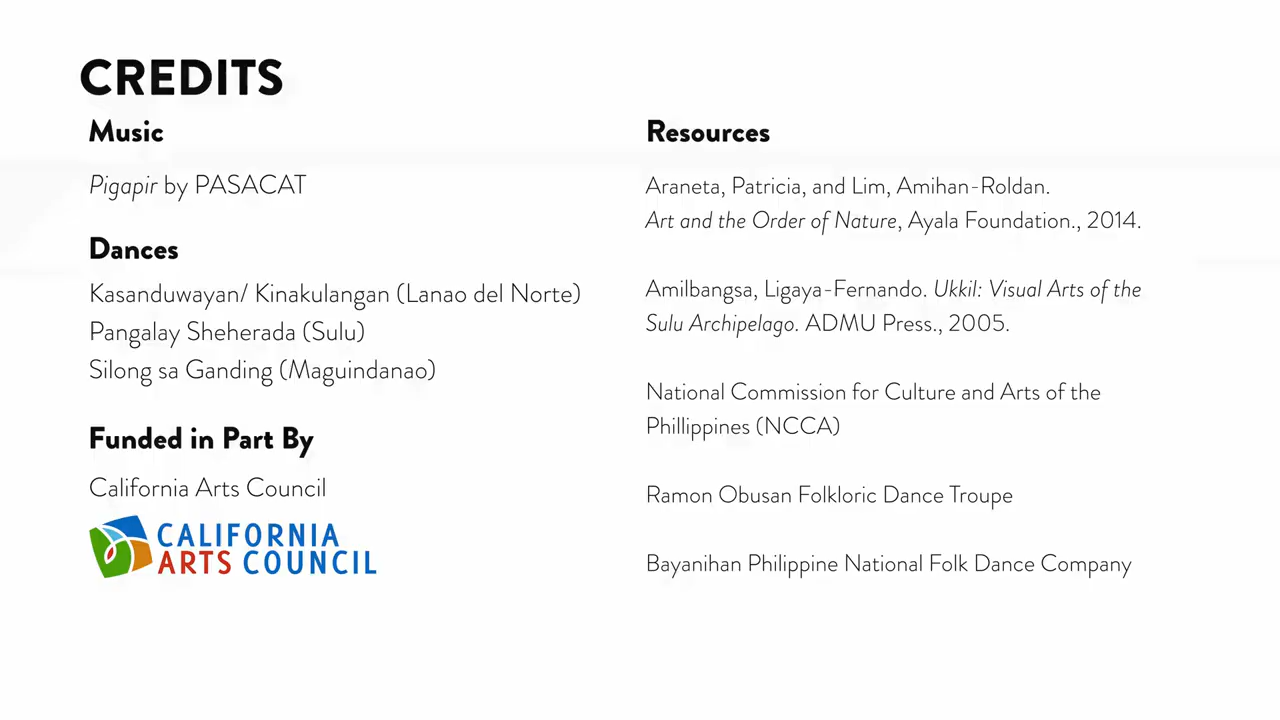 CREDITS
Music
Pigapir by PASACAT
Dances
Kasanduwayan/ Kinakulangan (Lanao del Norte)
Pangalay Sheherada (Sulu)
Silong sa Ganding (Maguindanao)
Funded in Part By
California Arts Council
CALIFORNIA
ARTS COUNCIL
Resources
Araneta, Patricia, and Lim, Amihan-Roldan.
Art and the Order of Nature, Ayala Foundation., 2014.
Amilbangsa, Ligaya-Fernando. Ukkil: Visual Arts of the
Sulu Archipelago. ADMU Press., 2005.
National Commission for Culture and Arts of the
Phillippines (NCCA)
Ramon Obusan Folkloric Dance Troupe
Bayanihan Philippine National Folk Dance Company